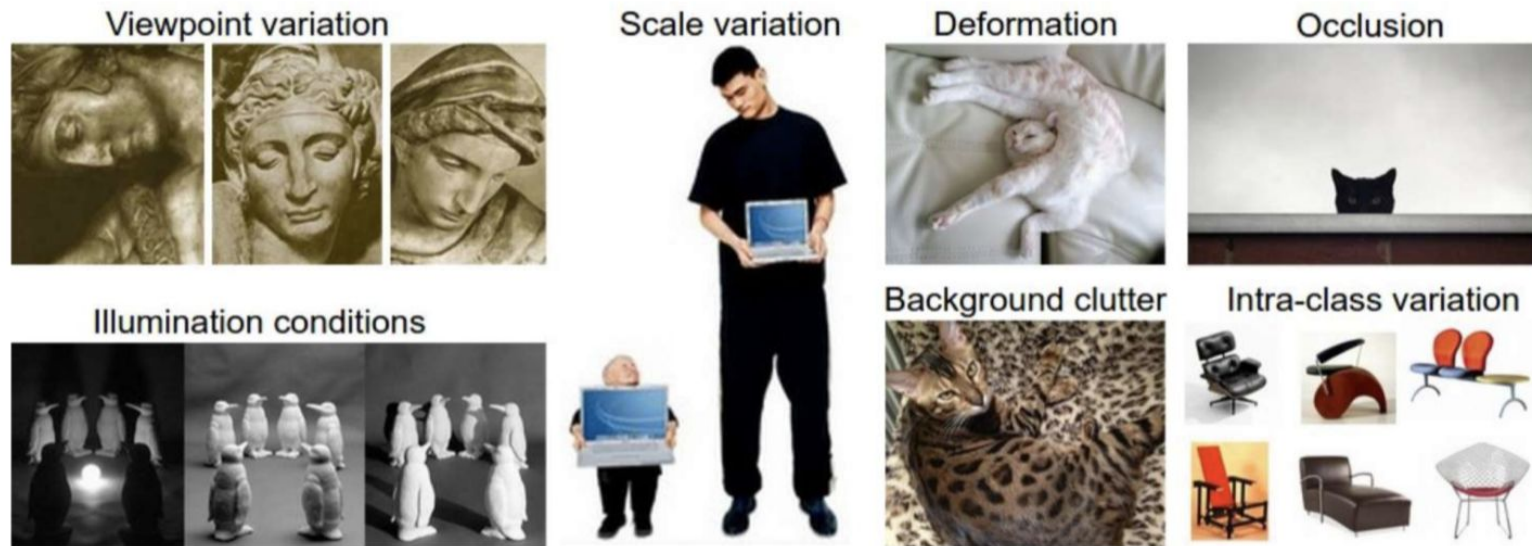 Viewpoint variation
Scale variation
Deformation
Occlusion
Illumination conditions
Background clutter
Intra-class variation